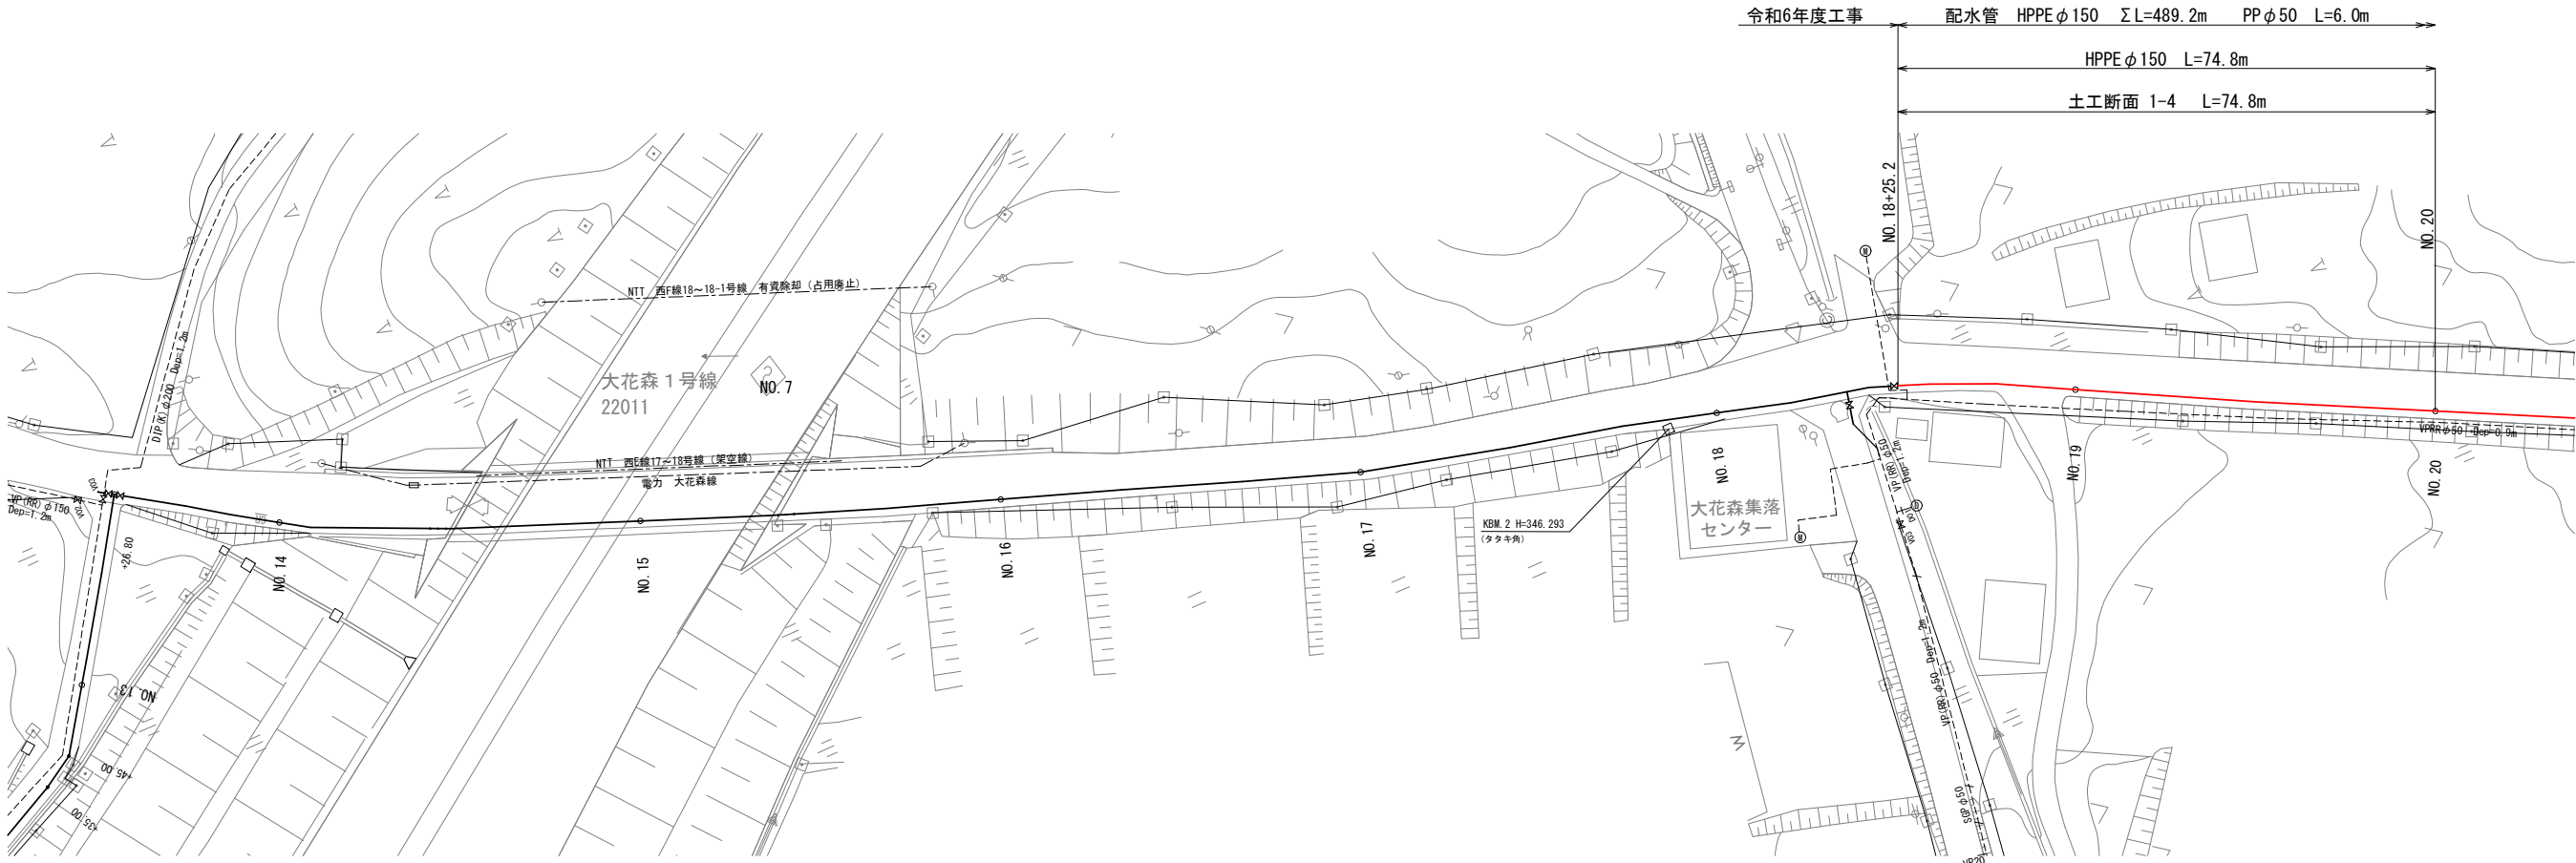 令和6年度工事
配水管 HPPEφ150 ΣL=489.2m PPφ50 L=6.0m
HPPEφ150 L=74.8m
土工断面 1-4 L=74.8m
NO.18+25.2
NO.20
DIP(K)φ200 Dep=1.2m
NTT 西F線18～18-1号線 有資除却（占用廃止）
大花森１号線
22011
NO.7
NTT 西E線17～18号線（架空線）
電力 大花森線
VP(RR)φ150
Dep=1.2m
+26.80
NO.14
NO.15
NO.16
NO.17
NO.18
NO.19
NO.20
KBM.2 H=346.293
(タタキ角)
大花森集落
センター
VP(RR)φ50
Dep=1.2m
VPRRφ50 Dep=0.9m
VP(RR)φ50 Dep=1.2m
SGPφ50
VP20
NO.13
+45.00
+35.00
M
M